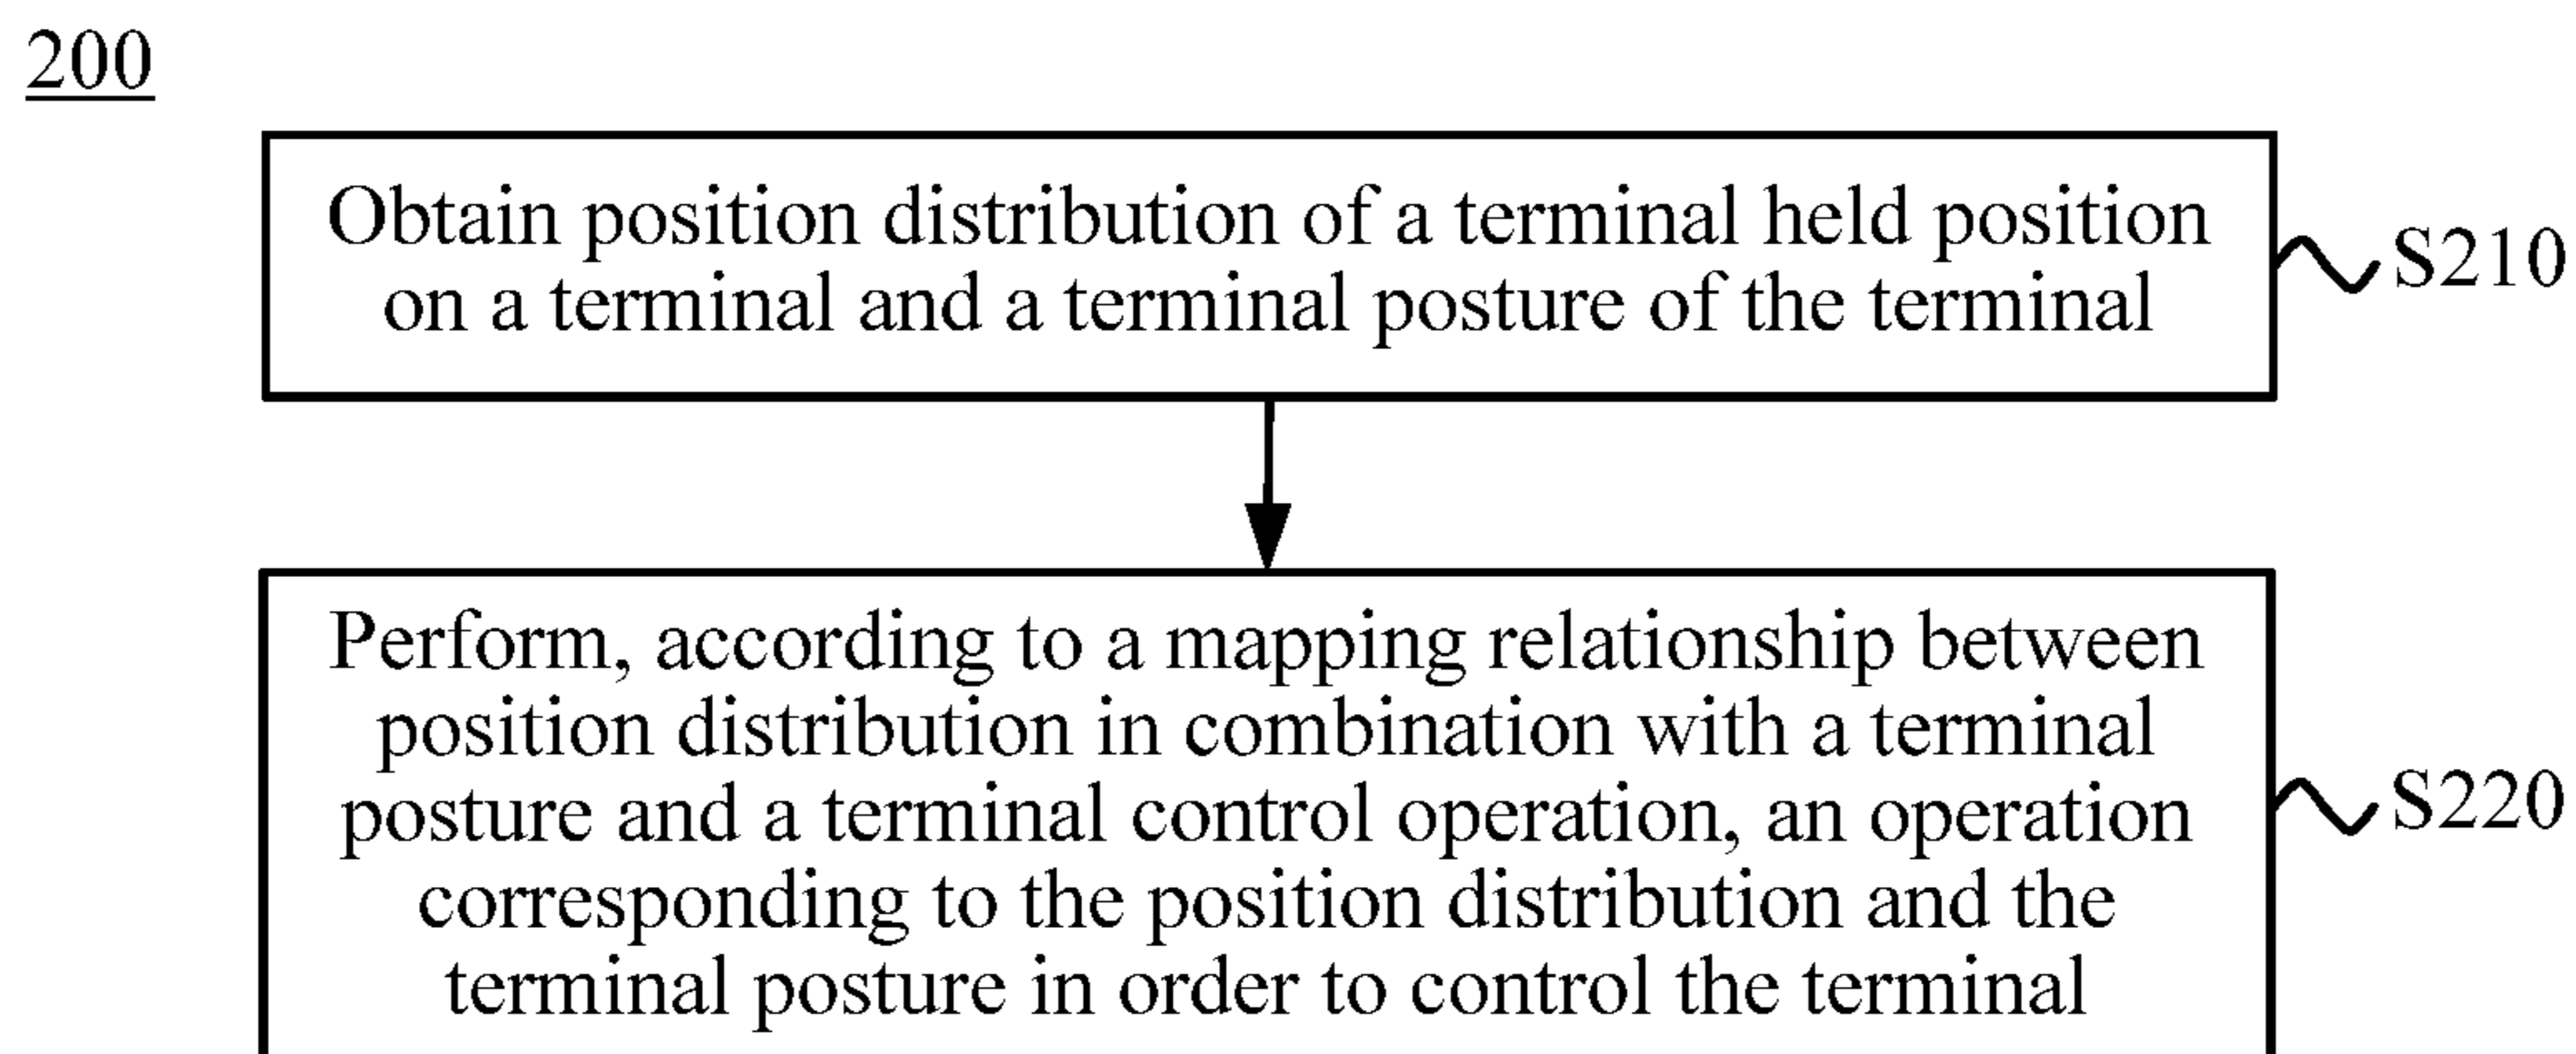 200
Obtain position distribution of a terminal held position
on a terminal and a terminal posture of the terminal
S210
Perform, according to a mapping relationship between
position distribution in combination with a terminal
posture and a terminal control operation, an operation
corresponding to the position distribution and the
terminal posture in order to control the terminal
S220